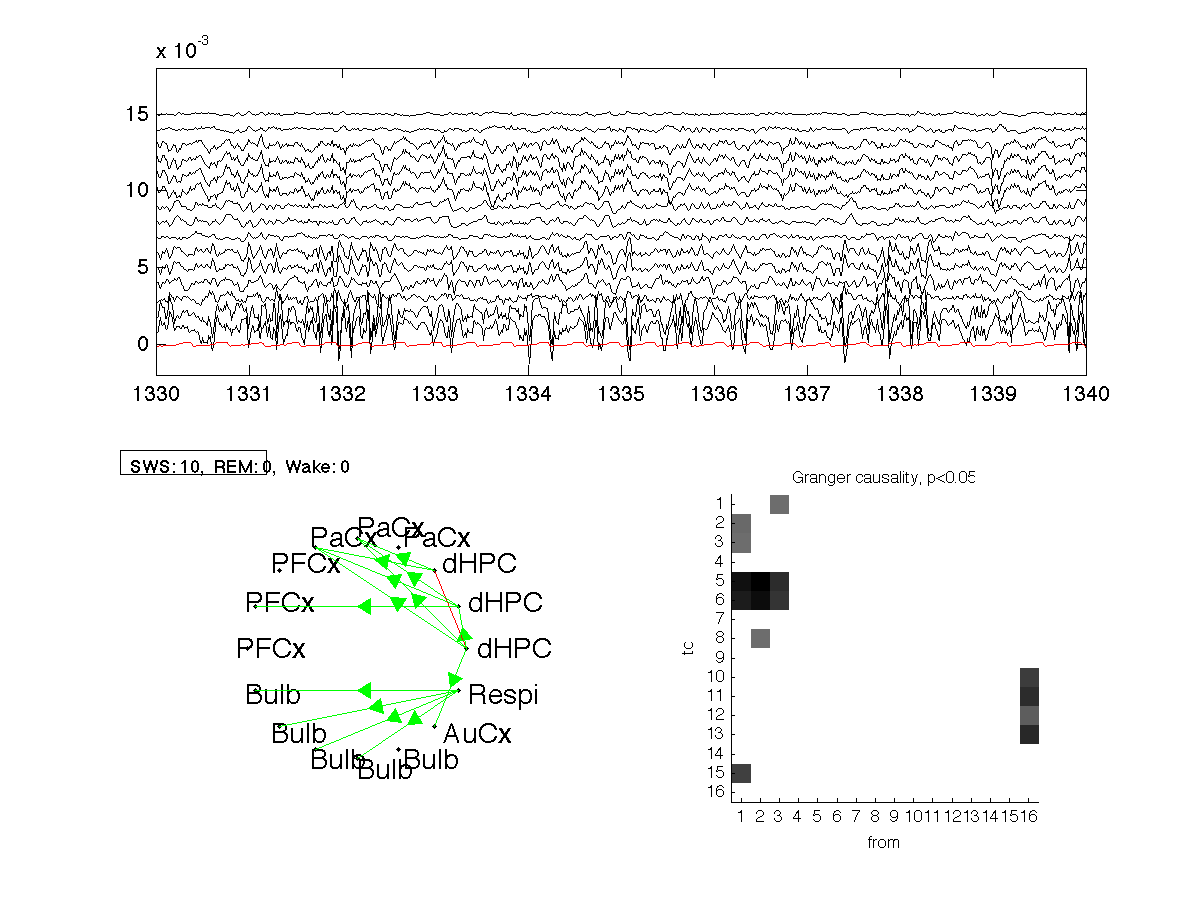 x 10-3
15
10
5
0
1330 1331 1332 1333 1334 1335 1336 1337 1338 1339 1340
SWS:10, REM:0, Wake:0
Granger causality, p<0.05
PaCx
PaCx PaCx
PFCx dHPC
PFCx dHPC
PFCx dHPC
Bulb Respi
Bulb AuCx
Bulb Bulb
Bulb
1
2
3
4
5
6
7
8
9
10
11
12
13
14
15
16
to
1 2 3 4 5 6 7 8 9 10 11 12 13 14 15 16
from